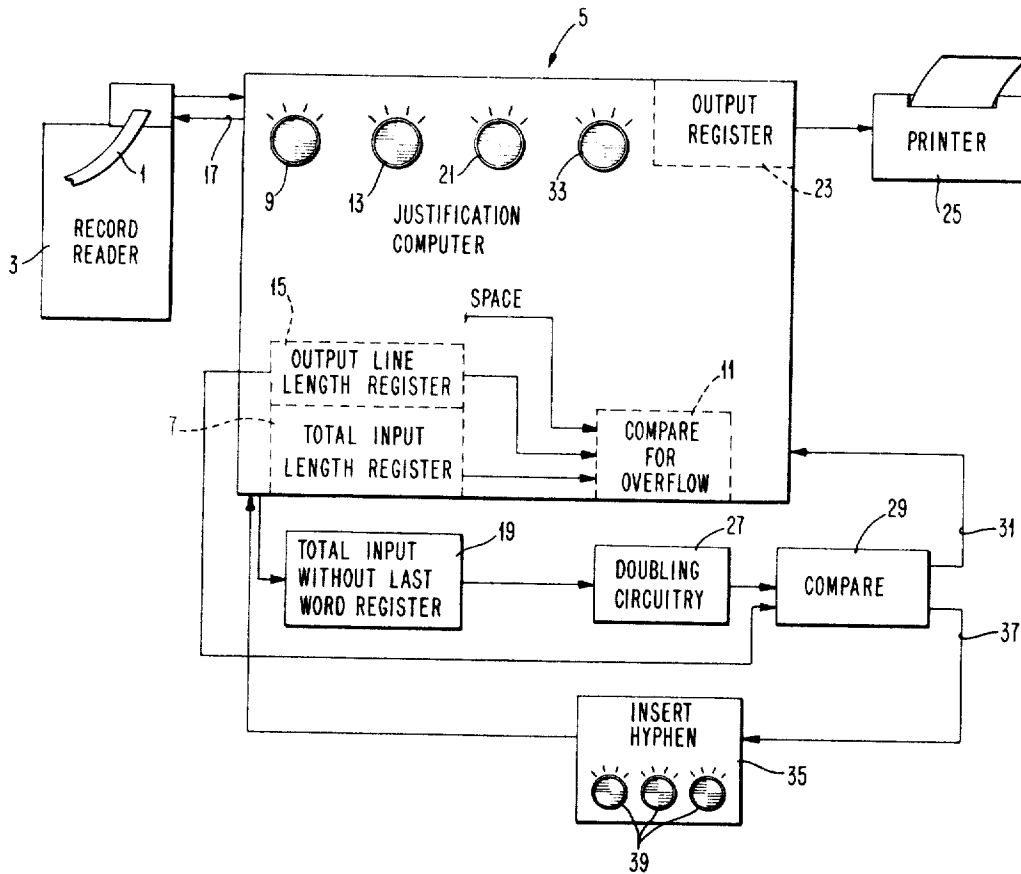 5
OUTPUT
REGISTER
PRINTER
1
17
9
13
21
33
23
25
3
RECORD
READER
JUSTIFICATION
COMPUTER
SPACE
15
OUTPUT LINE
LENGTH REGISTER
11
7
TOTAL INPUT
LENGTH REGISTER
COMPARE
FOR
OVERFLOW
TOTAL INPUT
WITHOUT LAST
WORD REGISTER
19
DOUBLING
CIRCUITRY
27
COMPARE
29
31
37
INSERT
HYPHEN
35
39